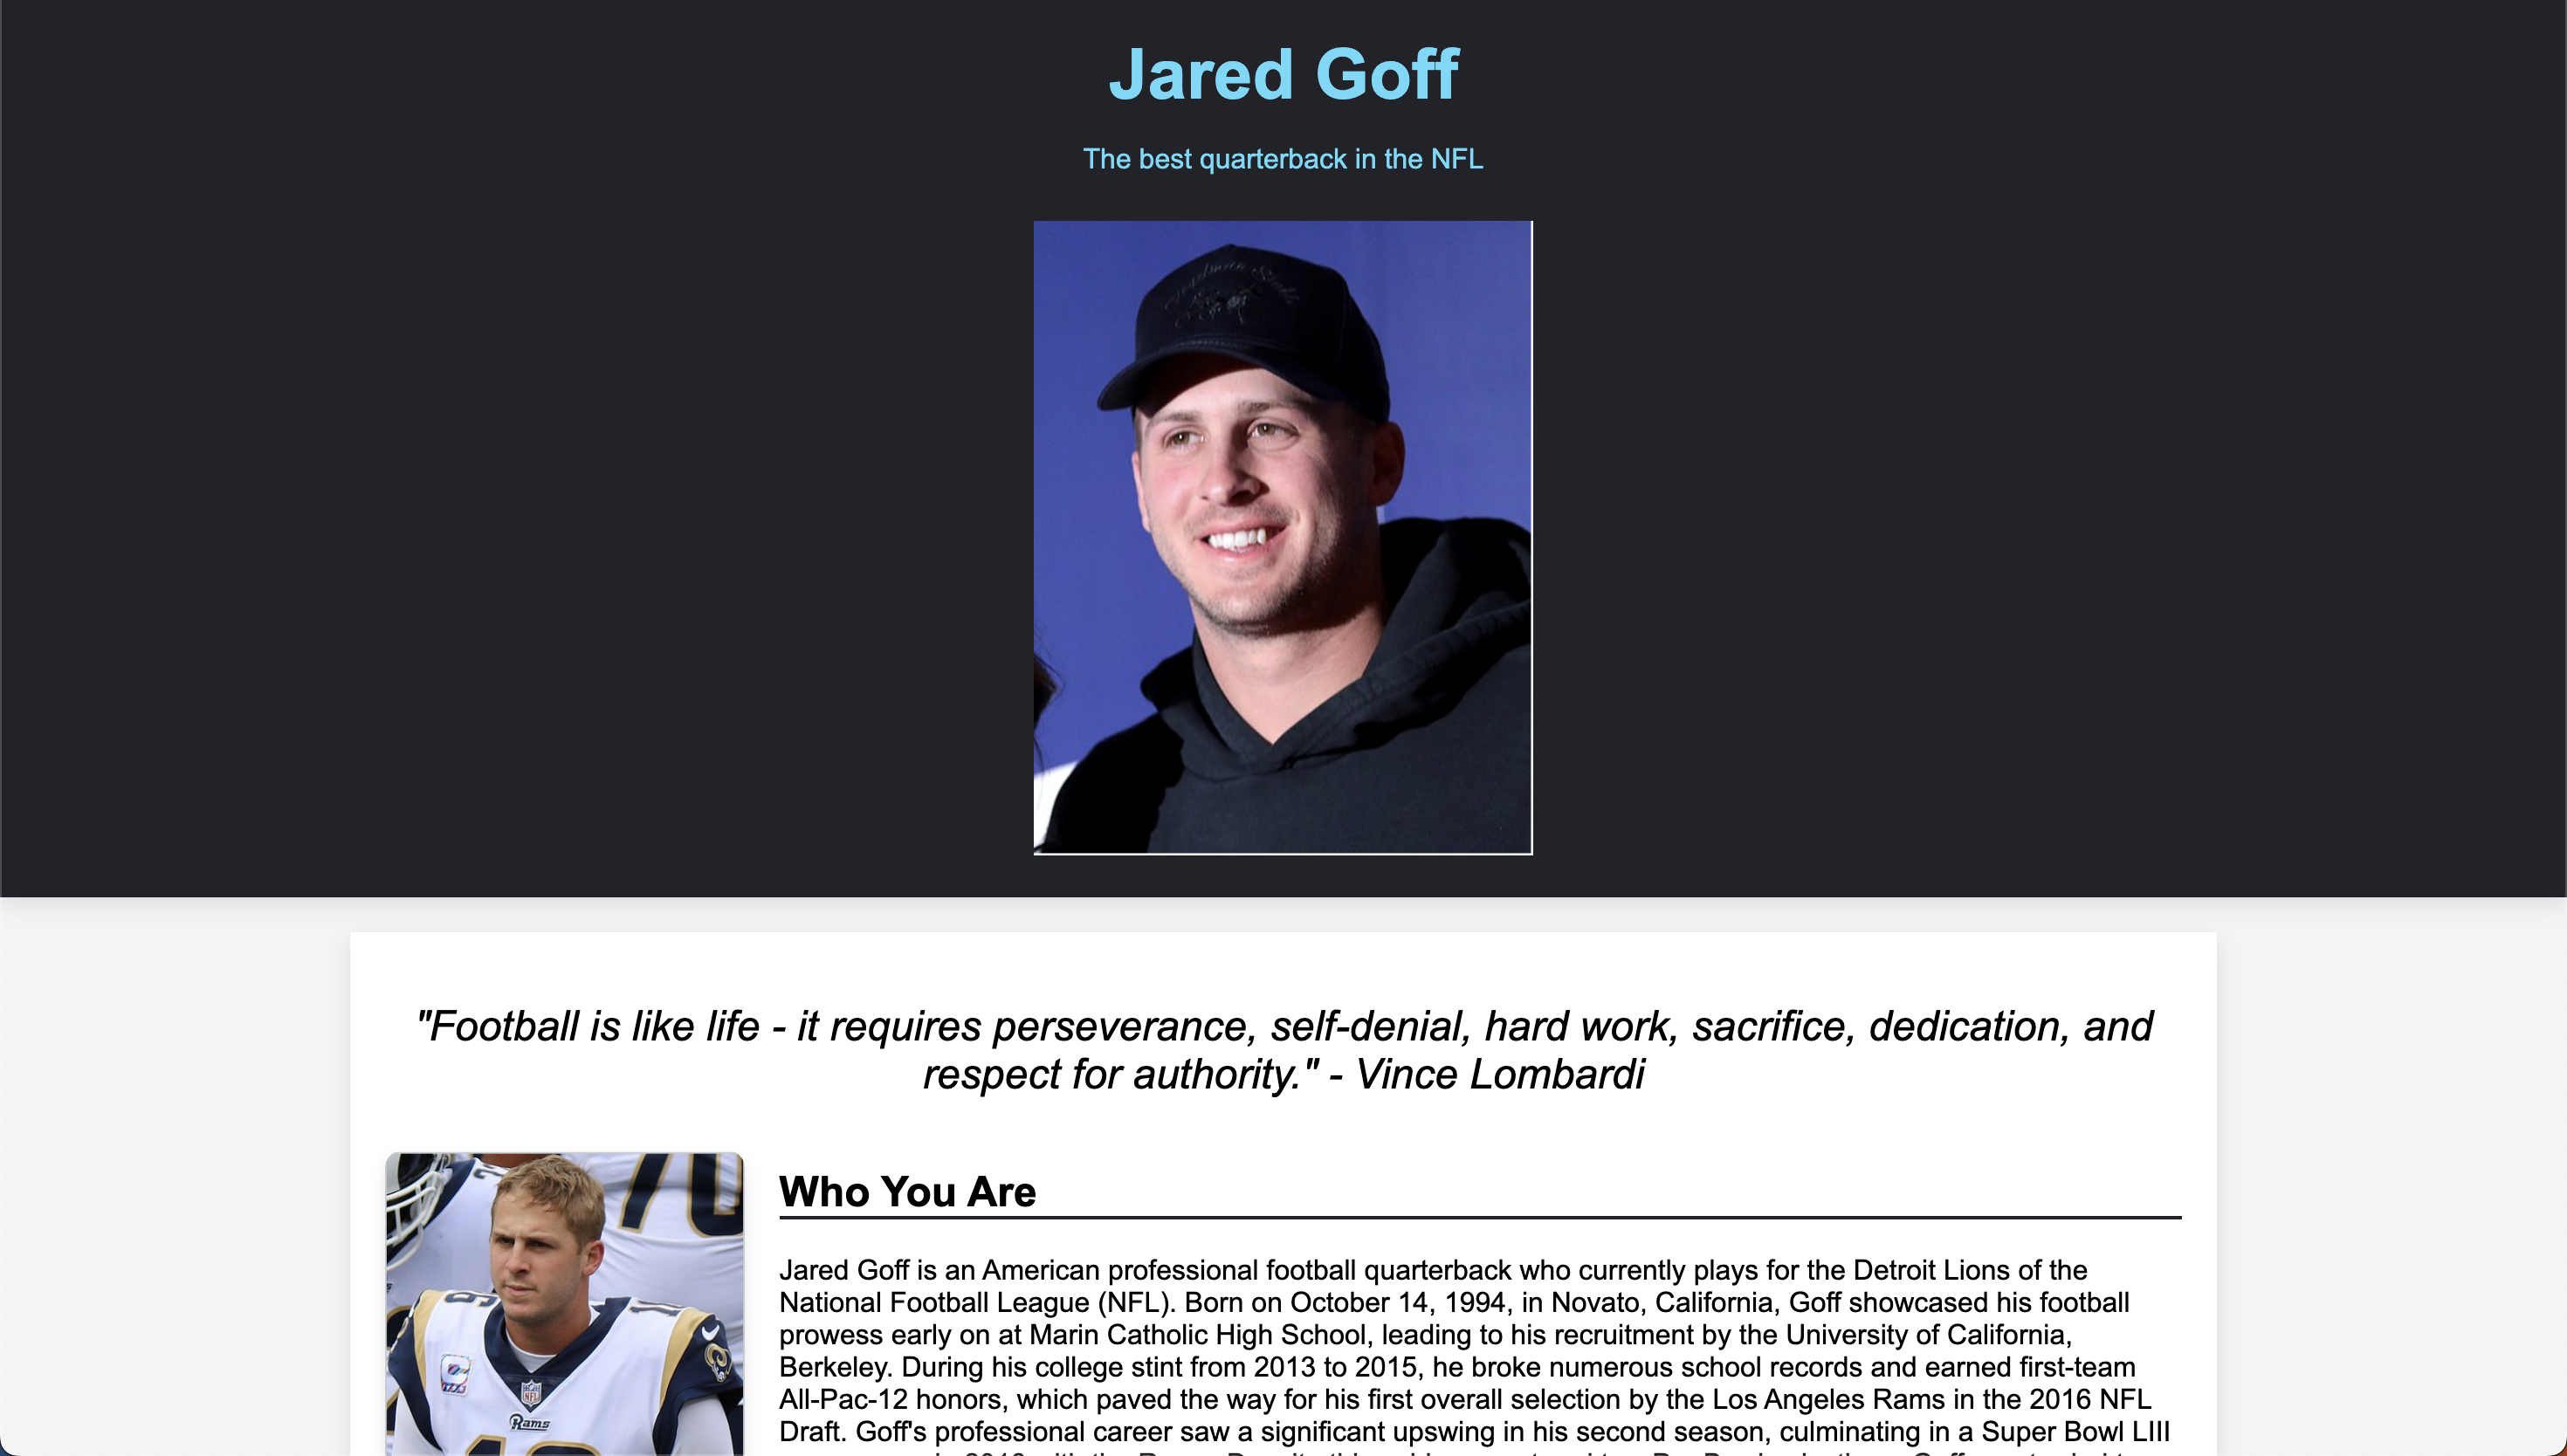 Jared Goff
The best quarterback in the NFL
"Football is like life - it requires perseverance, self-denial, hard work, sacrifice, dedication, and
respect for authority." - Vince Lombardi
Who You Are
Jared Goff is an American professional football quarterback who currently plays for the Detroit Lions of the
National Football League (NFL). Born on October 14, 1994, in Novato, California, Goff showcased his football
prowess early on at Marin Catholic High School, leading to his recruitment by the University of California,
Berkeley. During his college stint from 2013 to 2015, he broke numerous school records and earned first-team
All-Pac-12 honors, which paved the way for his first overall selection by the Los Angeles Rams in the 2016 NFL
Draft. Goff's professional career saw a significant upswing in his second season, culminating in a Super Bowl LIII
70
NFL
Rams